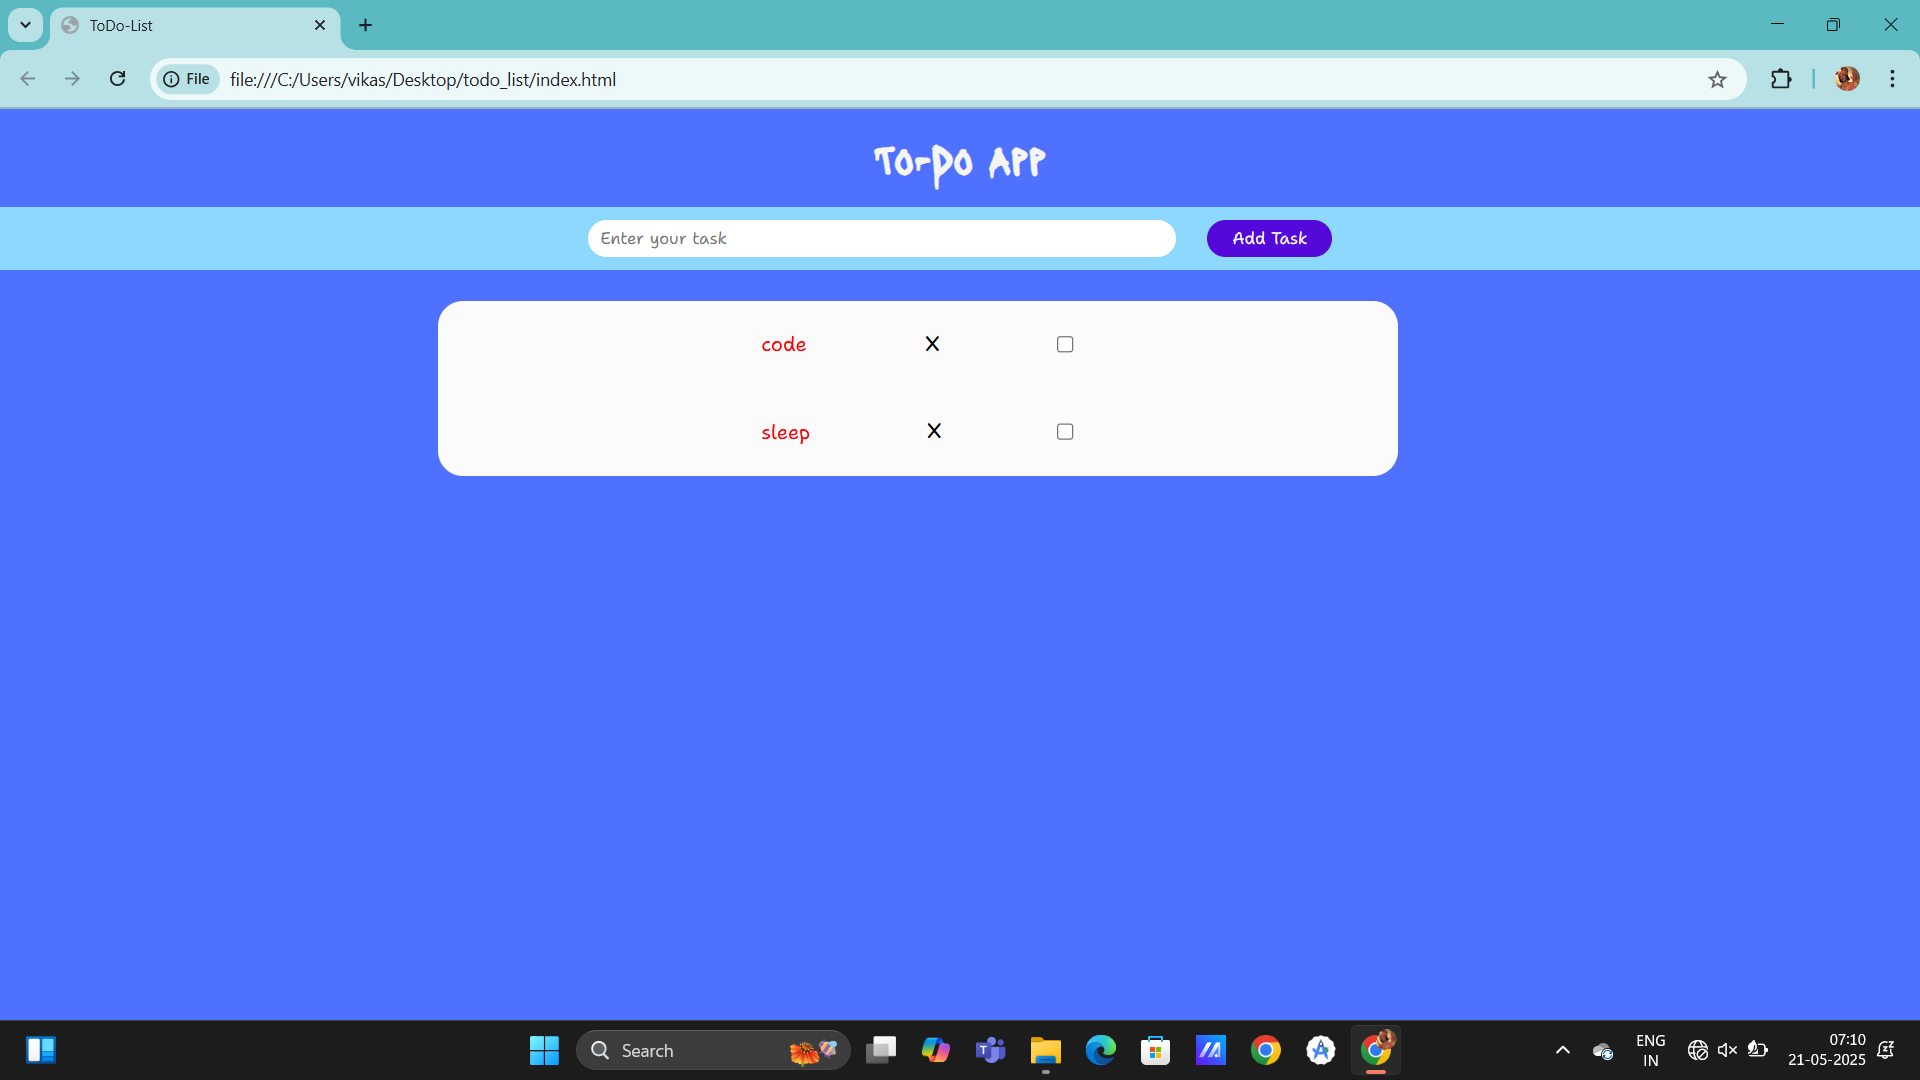 ToDo-List
File file:///C:/Users/vikas/Desktop/todo_list/index.html
To-Do App
Enter your task
Add Task
code X
sleep X
Search
ENG
IN
07:10
21-05-2025